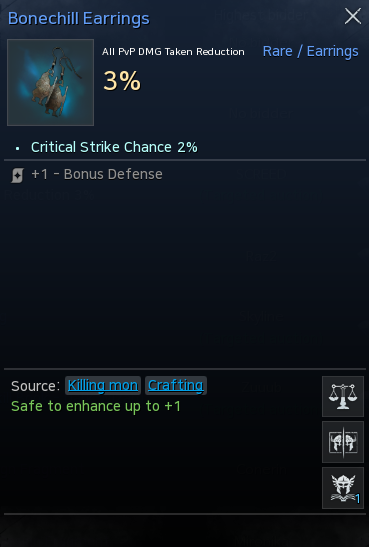 Bonechill Earrings
All PvP DMG Taken Reduction
Rare / Earrings
3%
• Critical Strike Chance 2%
+1 - Bonus Defense
Source: Killing mon Crafting
Safe to enhance up to +1
1